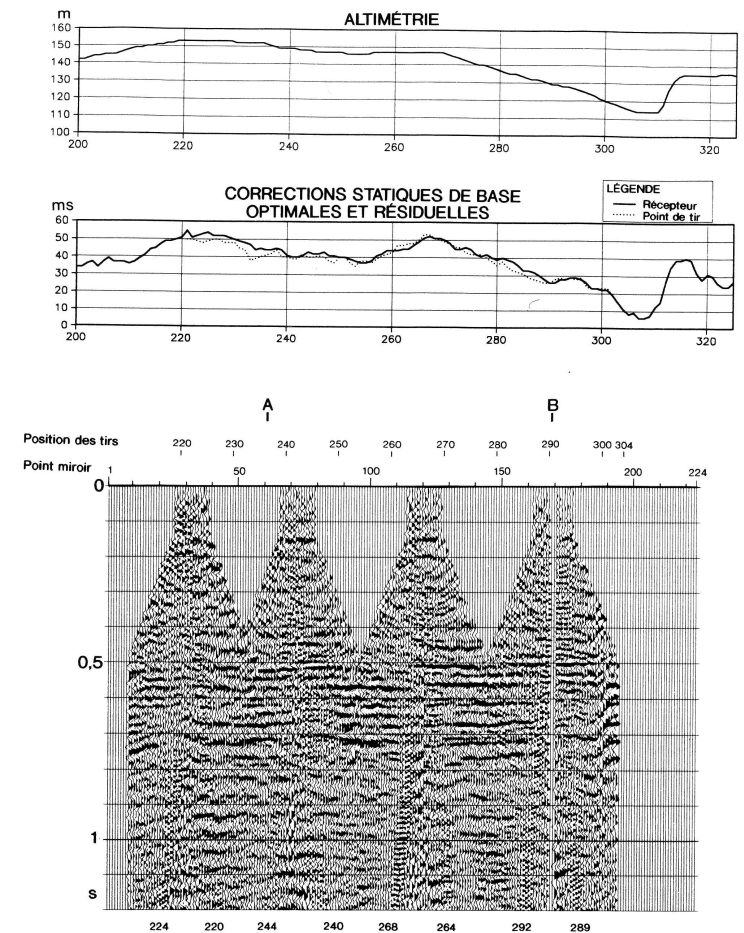 ALTIMÉTRIE
m
160
150
140
130
120
110
100
200 220 240 260 280 300 320
CORRECTIONS STATIQUES DE BASE
OPTIMALES ET RÉSIDUELLES
LÉGENDE
Récepteur
Point de tir
ms
60
50
40
30
20
10
0
200 220 240 260 280 300 320
A B
Position des tirs 220 230 240 250 260 270 280 290 300 304
Point miroir 1 50 100 150 200 224
0
0,5
1
s
224 220 244 240 268 264 292 289